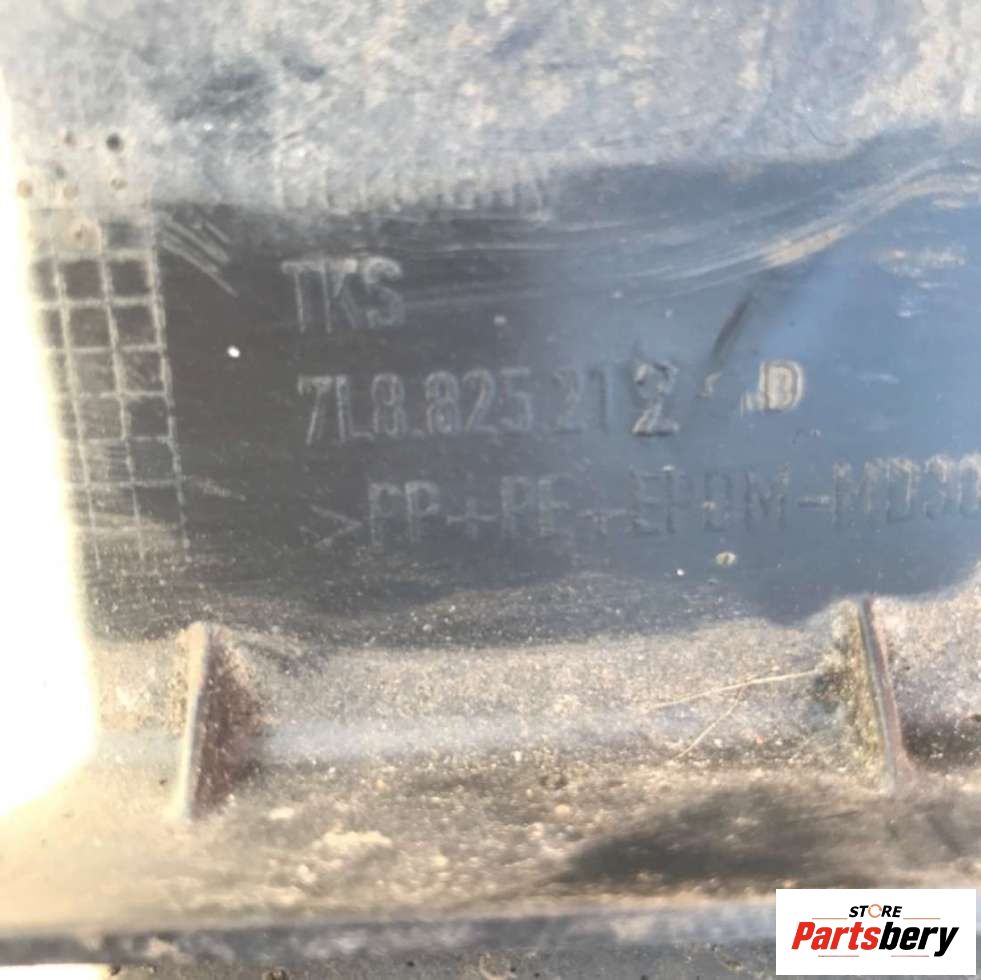 TKS
7L8.825.212 .D
>PP+PE+EPDM-MD30
STORE
Partsbery